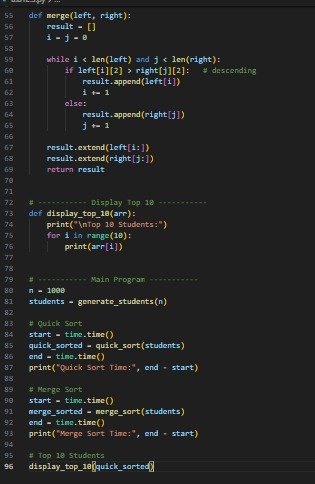 55 def merge(left, right):
56     result = []
57     i = j = 0
58
59     while i < len(left) and j < len(right):
60         if left[i][2] > right[j][2]:   # descending
61             result.append(left[i])
62             i += 1
63         else:
64             result.append(right[j])
65             j += 1
66
67     result.extend(left[i:])
68     result.extend(right[j:])
69     return result
70
71
72 # ----------- Display Top 10 -----------
73 def display_top_10(arr):
74     print("\nTop 10 Students:")
75     for i in range(10):
76         print(arr[i])
77
78
79 # ----------- Main Program -----------
80 n = 1000
81 students = generate_students(n)
82
83 # Quick Sort
84 start = time.time()
85 quick_sorted = quick_sort(students)
86 end = time.time()
87 print("Quick Sort Time:", end - start)
88
89 # Merge Sort
90 start = time.time()
91 merge_sorted = merge_sort(students)
92 end = time.time()
93 print("Merge Sort Time:", end - start)
94
95 # Top 10 Students
96 display_top_10(quick_sorted)